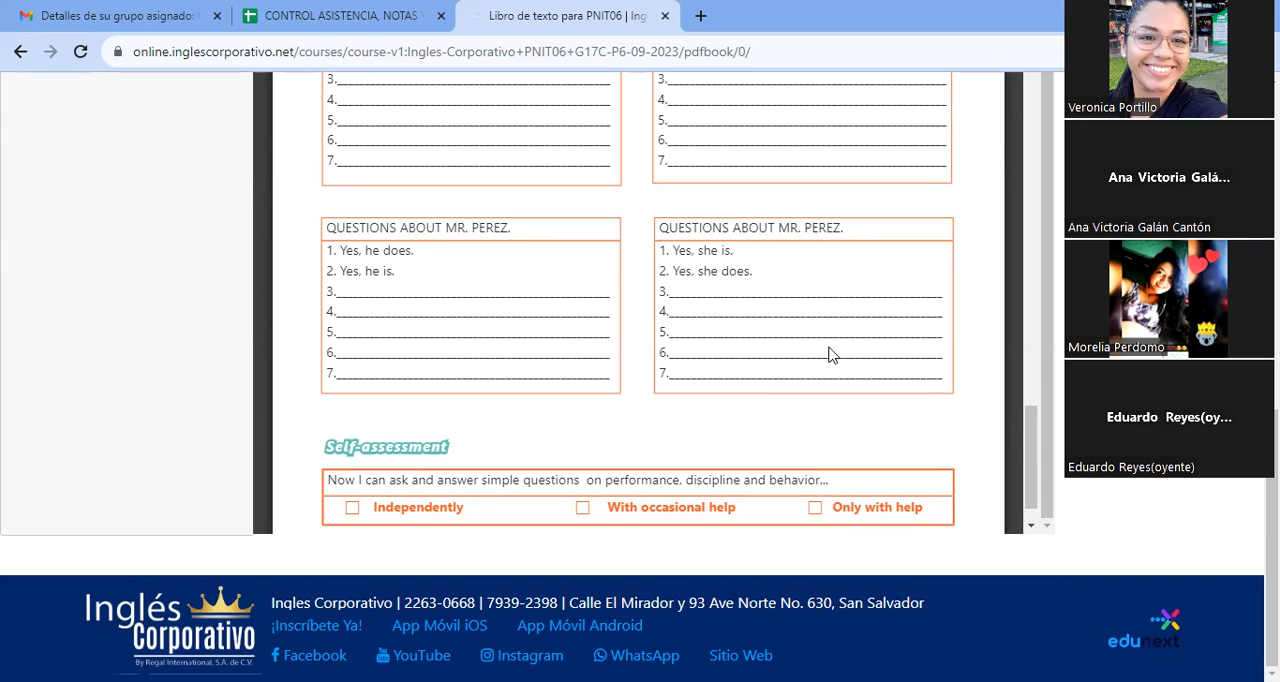 Detalles de su grupo asignado:
CONTROL ASISTENCIA, NOTAS Y
Libro de texto para PNIT06 | Ing
online.inglescorporativo.net/courses/course-v1:Ingles-Corporativo+PNIT06+G17C-P6-09-2023/pdfbook/0/
3.
4.
5.
6.
7.
3.
4.
5.
6.
7.
QUESTIONS ABOUT MR. PEREZ.
1. Yes, he does.
2. Yes, he is.
3.
4.
5.
6.
7.
QUESTIONS ABOUT MR. PEREZ.
1. Yes, she is.
2. Yes, she does.
3.
4.
5.
6.
7.
Self-assessment
Now I can ask and answer simple questions on performance, discipline and behavior...
Independently With occasional help Only with help
Veronica Portillo
Ana Victoria Galá...
Ana Victoria Galán Cantón
Morelia Perdomo
Eduardo Reyes(oy...
Eduardo Reyes(oyente)
Inglés Corporativo
By Regal International, S.A. de C.V.
Ingles Corporativo | 2263-0668 | 7939-2398 | Calle El Mirador y 93 Ave Norte No. 630, San Salvador
¡Inscríbete Ya! App Móvil iOS App Móvil Android
Facebook YouTube Instagram WhatsApp Sitio Web
edunext